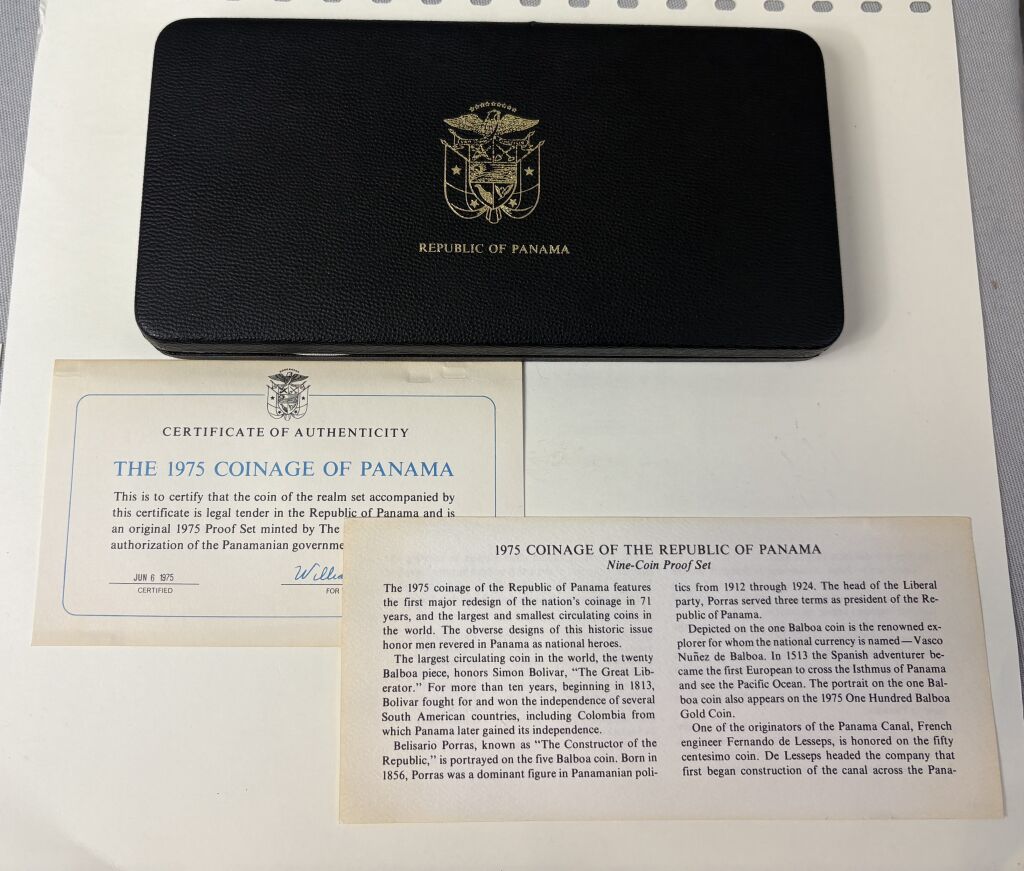 REPUBLIC OF PANAMA
CERTIFICATE OF AUTHENTICITY
THE 1975 COINAGE OF PANAMA
This is to certify that the coin of the realm set accompanied by
this certificate is legal tender in the Republic of Panama and is
an original 1975 Proof Set minted by The
authorization of the Panamanian governme
JUN 6 1975
CERTIFIED
Willia
FOR
1975 COINAGE OF THE REPUBLIC OF PANAMA
Nine-Coin Proof Set
The 1975 coinage of the Republic of Panama features
the first major redesign of the nation's coinage in 71
years, and the largest and smallest circulating coins in
the world. The obverse designs of this historic issue
honor men revered in Panama as national heroes.
The largest circulating coin in the world, the twenty
Balboa piece, honors Simon Bolivar, "The Great Lib-
erator." For more than ten years, beginning in 1813,
Bolivar fought for and won the independence of several
South American countries, including Colombia from
which Panama later gained its independence.
Belisario Porras, known as "The Constructor of the
Republic," is portrayed on the five Balboa coin. Born in
1856, Porras was a dominant figure in Panamanian poli-
tics from 1912 through 1924. The head of the Liberal
party, Porras served three terms as president of the Re-
public of Panama.
Depicted on the one Balboa coin is the renowned ex-
plorer for whom the national currency is named—Vasco
Nuñez de Balboa. In 1513 the Spanish adventurer be-
came the first European to cross the Isthmus of Panama
and see the Pacific Ocean. The portrait on the one Bal-
boa coin also appears on the 1975 One Hundred Balboa
Gold Coin.
One of the originators of the Panama Canal, French
engineer Fernando de Lesseps, is honored on the fifty
centesimo coin. De Lesseps headed the company that
first began construction of the canal across the Pana-